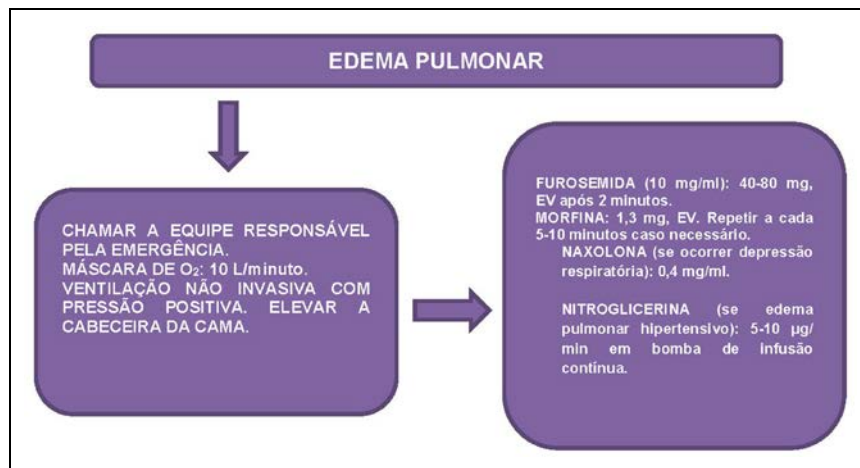 EDEMA PULMONAR
CHAMAR A EQUIPE RESPONSÁVEL
PELA EMERGÊNCIA.
MÁSCARA DE O₂: 10 L/minuto.
VENTILAÇÃO NÃO INVASIVA COM
PRESSÃO POSITIVA. ELEVAR A
CABECEIRA DA CAMA.
FUROSEMIDA (10 mg/ml): 40-80 mg,
EV após 2 minutos.
MORFINA: 1,3 mg, EV. Repetir a cada
5-10 minutos caso necessário.
NAXOLONA (se ocorrer depressão
respiratória): 0,4 mg/ml.
NITROGLICERINA (se edema
pulmonar hipertensivo): 5-10 µg/
min em bomba de infusão
contínua.